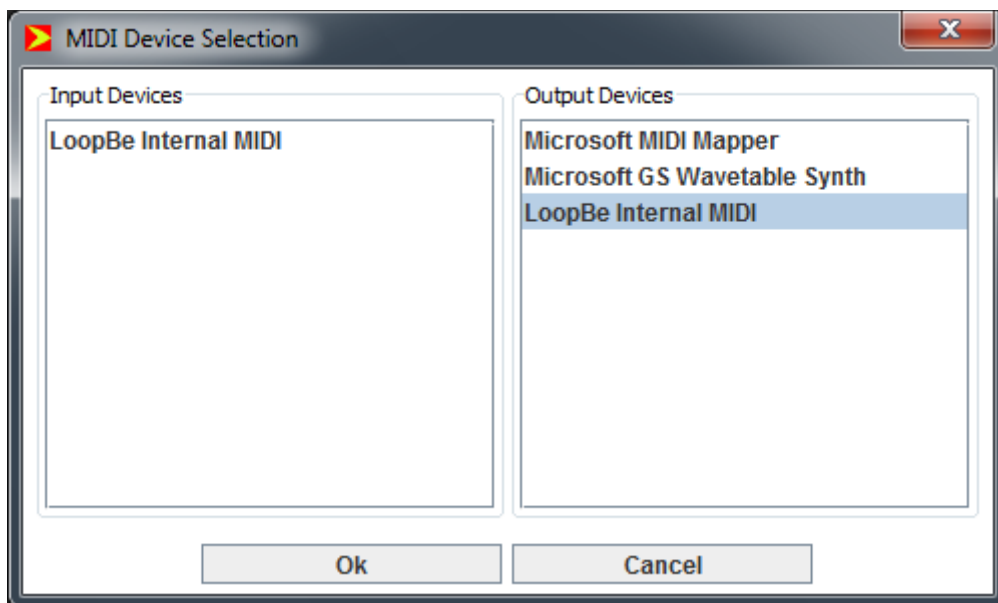 MIDI Device Selection
Input Devices
LoopBe Internal MIDI
Output Devices
Microsoft MIDI Mapper
Microsoft GS Wavetable Synth
LoopBe Internal MIDI
Ok
Cancel